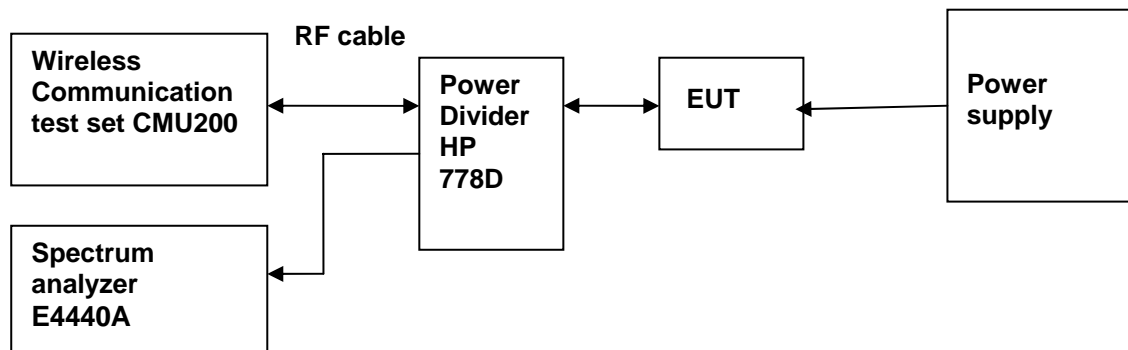 RF cable
Wireless
Communication
test set CMU200
Power
Divider
HP
778D
EUT
Power
supply
Spectrum
analyzer
E4440A